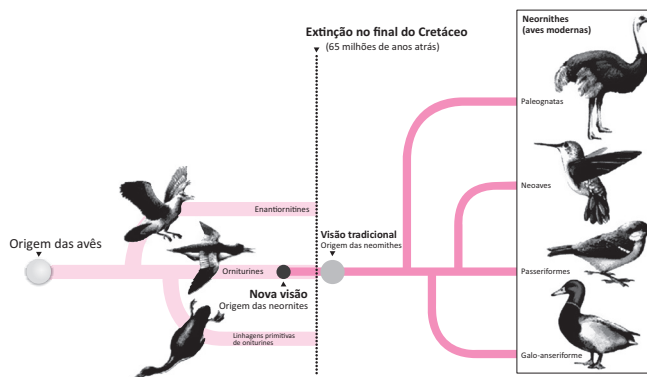 Extinção no final do Cretáceo
(65 milhões de anos atrás)
Neornithes
(aves modernas)
Paleognatas
Neoaves
Enantiornitines
Origem das avês
Visão tradicional
Origem das neomithes
Orniturines
Passeriformes
Nova visão
Origem das neornites
Linhagens primitivas
de oniturines
Galo-anseriforme